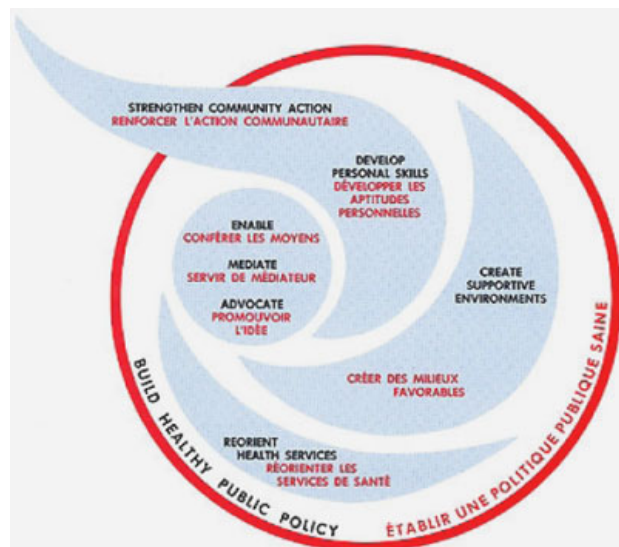 STRENGTHEN COMMUNITY ACTION
RENFORCER L'ACTION COMMUNAUTAIRE
DEVELOP
PERSONAL SKILLS
DÉVELOPPER LES
APTITUDES
PERSONNELLES
ENABLE
CONFÉRER LES MOYENS
MEDIATE
SERVIR DE MÉDIATEUR
ADVOCATE
PROMOUVOIR
L'IDÈE
CREATE
SUPPORTIVE
ENVIRONMENTS
CRÉER DES MILIEUX
FAVORABLES
REORIENT
HEALTH SERVICES
RÉORIENTER LES
SERVICES DE SANTÈ
BUILD HEALTHY PUBLIC POLICY
ÉTABLIR UNE POLITIQUE PUBLIQUE SAINE